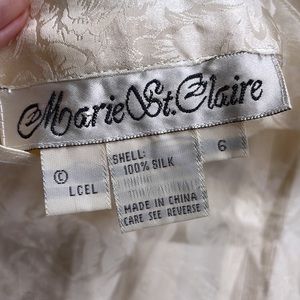 Marie St. Claire
©
LCEL
SHELL:
100% SILK
MADE IN CHINA
CARE SEE REVERSE
6